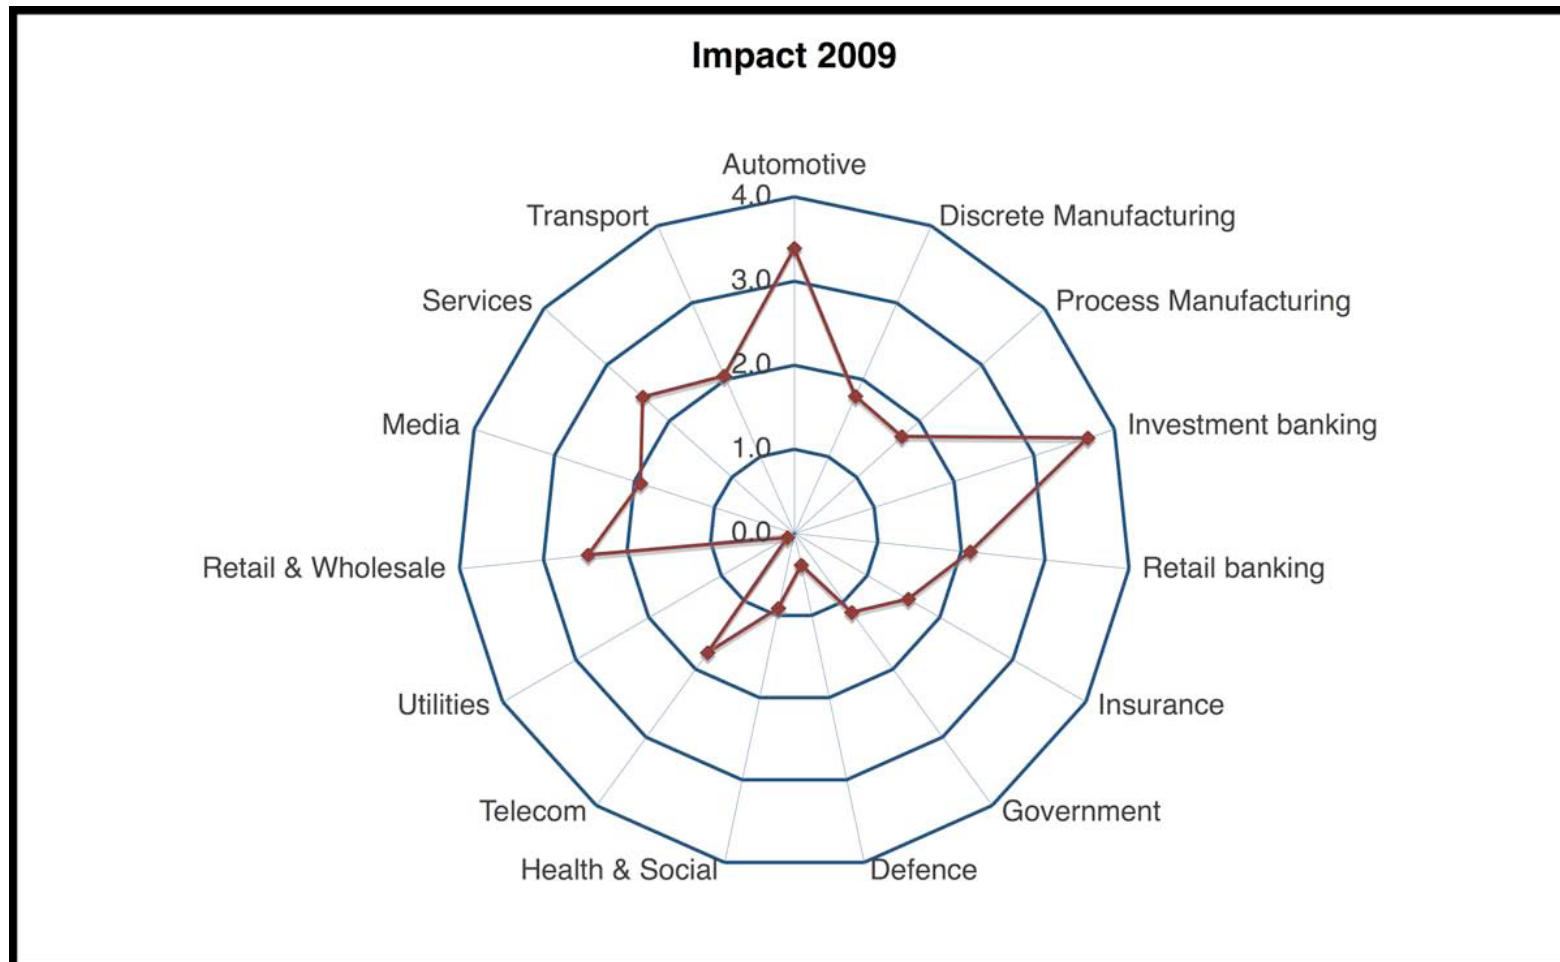 Impact 2009
Automotive
4.0
Transport
Discrete Manufacturing
3.0
Services
Process Manufacturing
2.0
Media
Investment banking
1.0
0.0
Retail & Wholesale
Retail banking
Utilities
Insurance
Telecom
Government
Health & Social
Defence